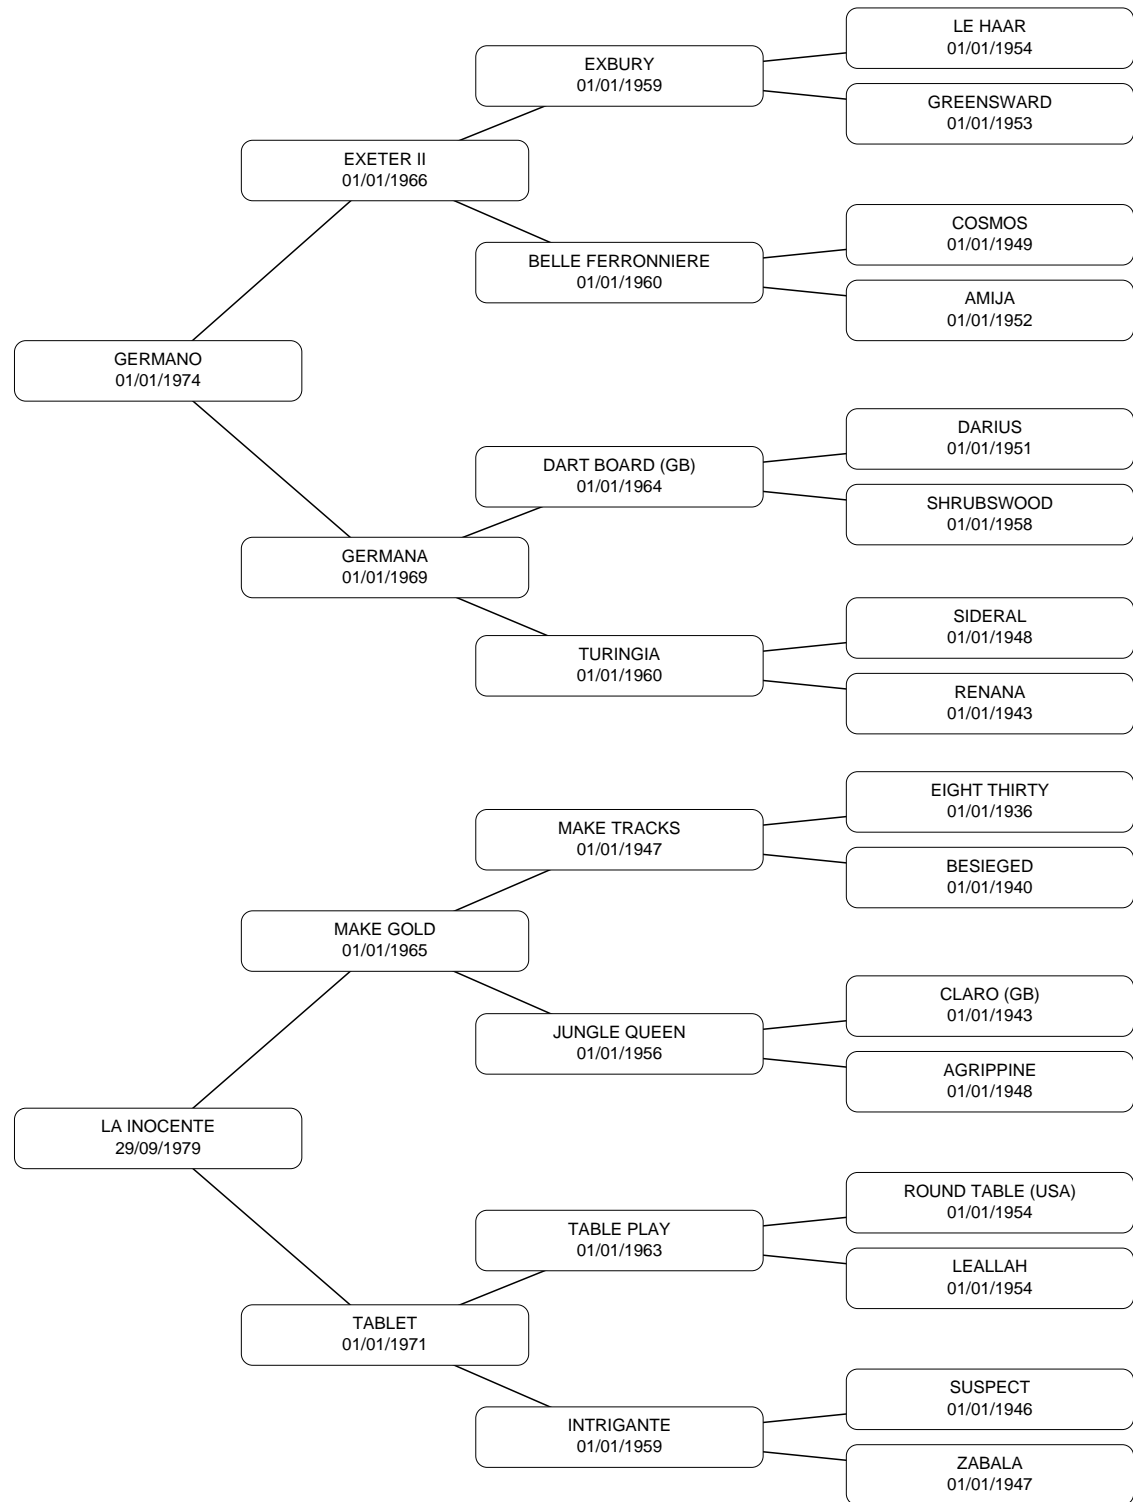 LE HAAR
01/01/1954
EXBURY
01/01/1959
GREENSWARD
01/01/1953
EXETER II
01/01/1966
COSMOS
01/01/1949
BELLE FERRONNIERE
01/01/1960
AMIJA
01/01/1952
GERMANO
01/01/1974
DARIUS
01/01/1951
DART BOARD (GB)
01/01/1964
SHRUBSWOOD
01/01/1958
GERMANA
01/01/1969
SIDERAL
01/01/1948
TURINGIA
01/01/1960
RENANA
01/01/1943
EIGHT THIRTY
01/01/1936
MAKE TRACKS
01/01/1947
BESIEGED
01/01/1940
MAKE GOLD
01/01/1965
CLARO (GB)
01/01/1943
JUNGLE QUEEN
01/01/1956
AGRIPPINE
01/01/1948
LA INOCENTE
29/09/1979
ROUND TABLE (USA)
01/01/1954
TABLE PLAY
01/01/1963
LEALLAH
01/01/1954
TABLET
01/01/1971
SUSPECT
01/01/1946
INTRIGANTE
01/01/1959
ZABALA
01/01/1947